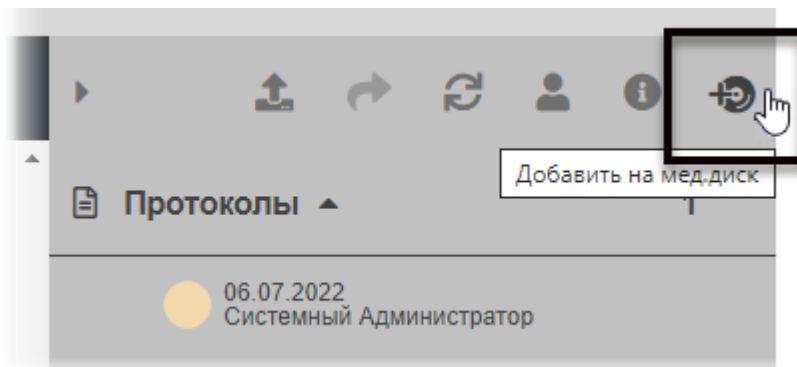 Добавить на мед.диск
Протоколы
1
06.07.2022
Системный Администратор